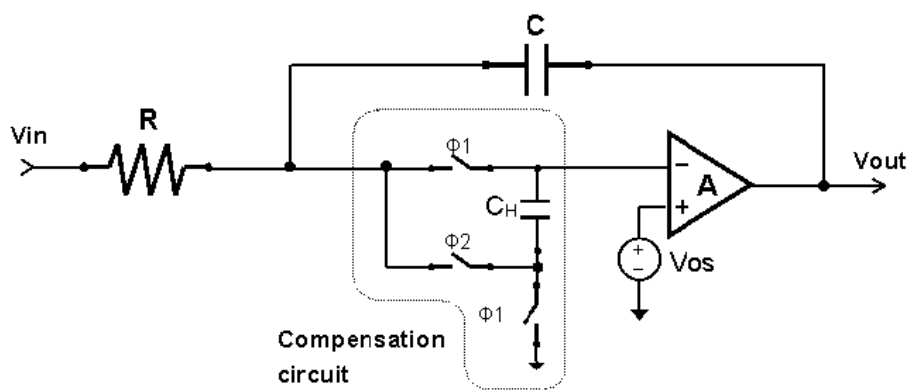 C
R
Vin
Φ1
−
A
Vout
CH
+
Φ2
+
−
Vos
Φ1
Compensation
circuit